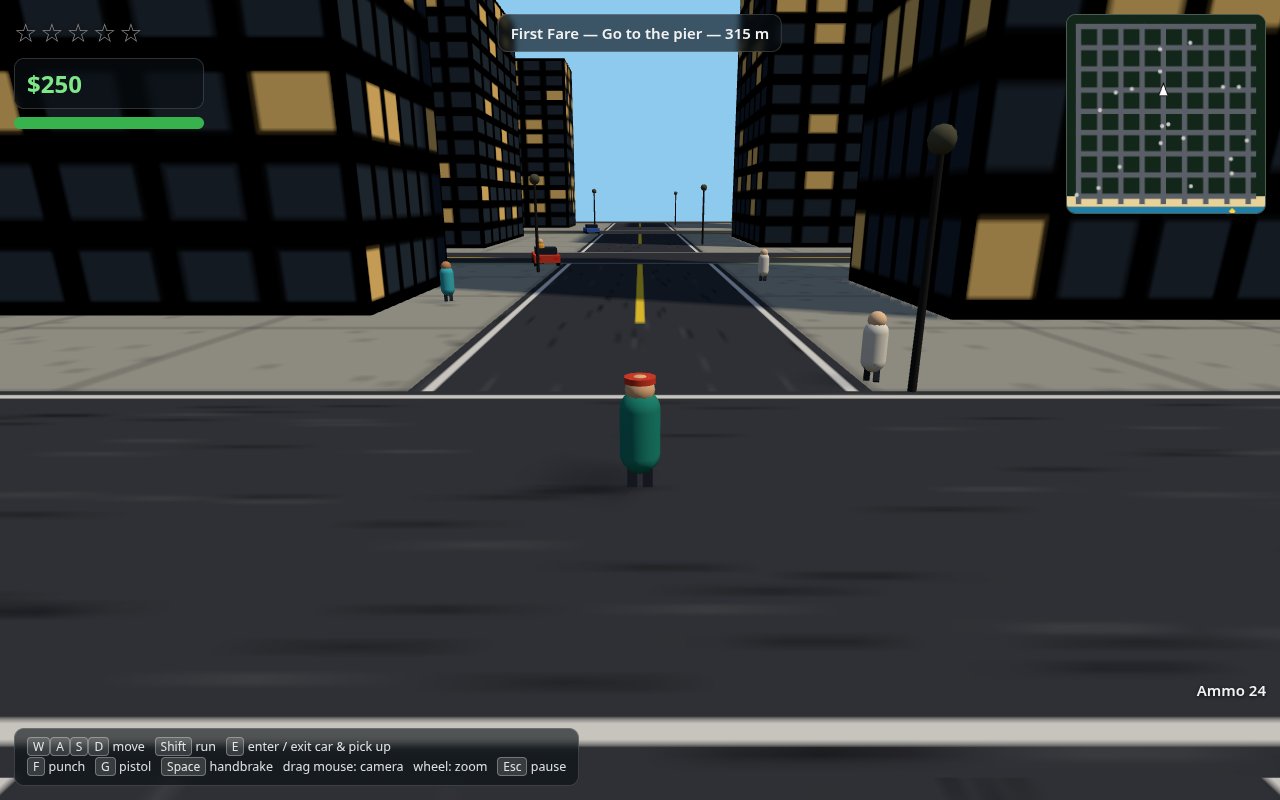 First Fare — Go to the pier — 315 m
$250
Ammo 24
W A S D move Shift run E enter / exit car & pick up
F punch G pistol Space handbrake drag mouse: camera wheel: zoom Esc pause